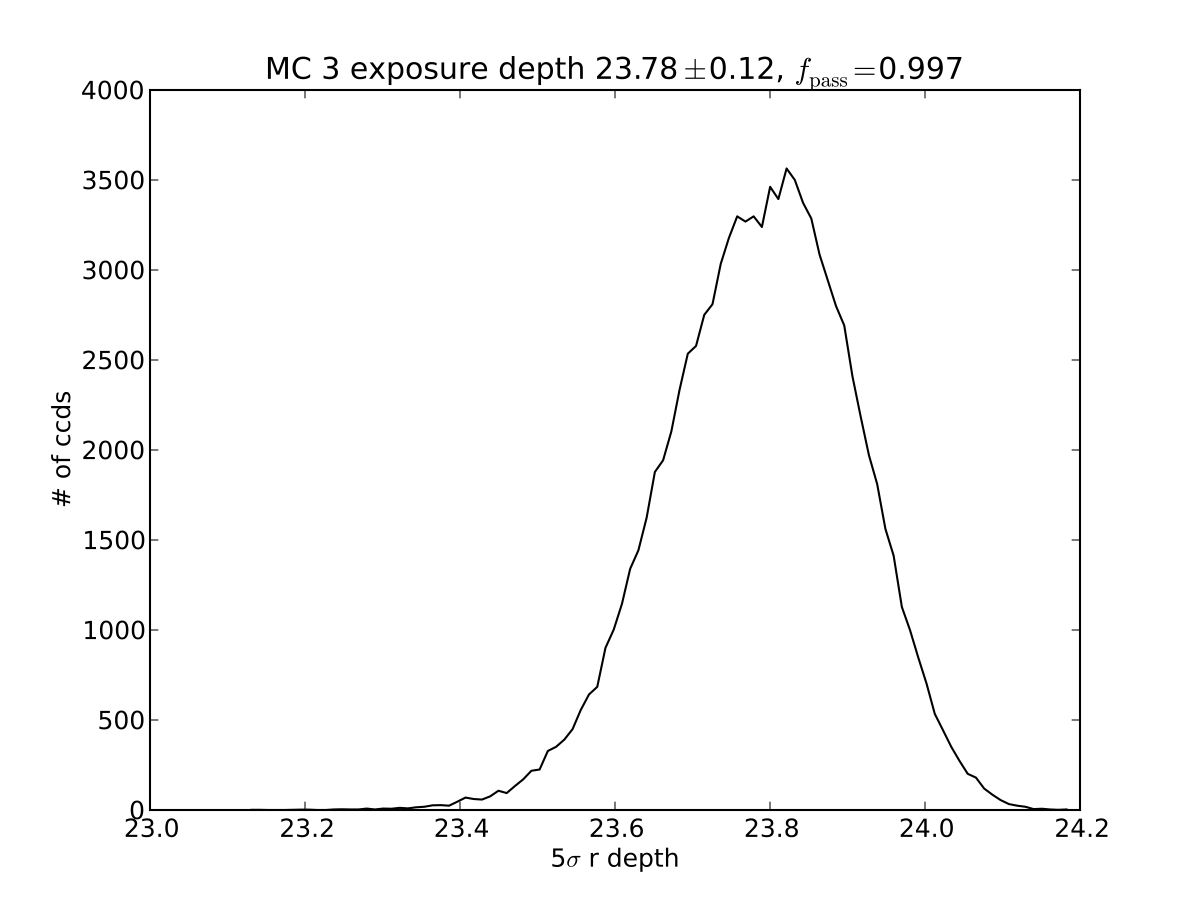 MC 3 exposure depth 23.78 ±0.12, f_pass =0.997
4000
3500
3000
2500
2000
1500
1000
500
0
# of ccds
23.0 23.2 23.4 23.6 23.8 24.0 24.2
5σ r depth